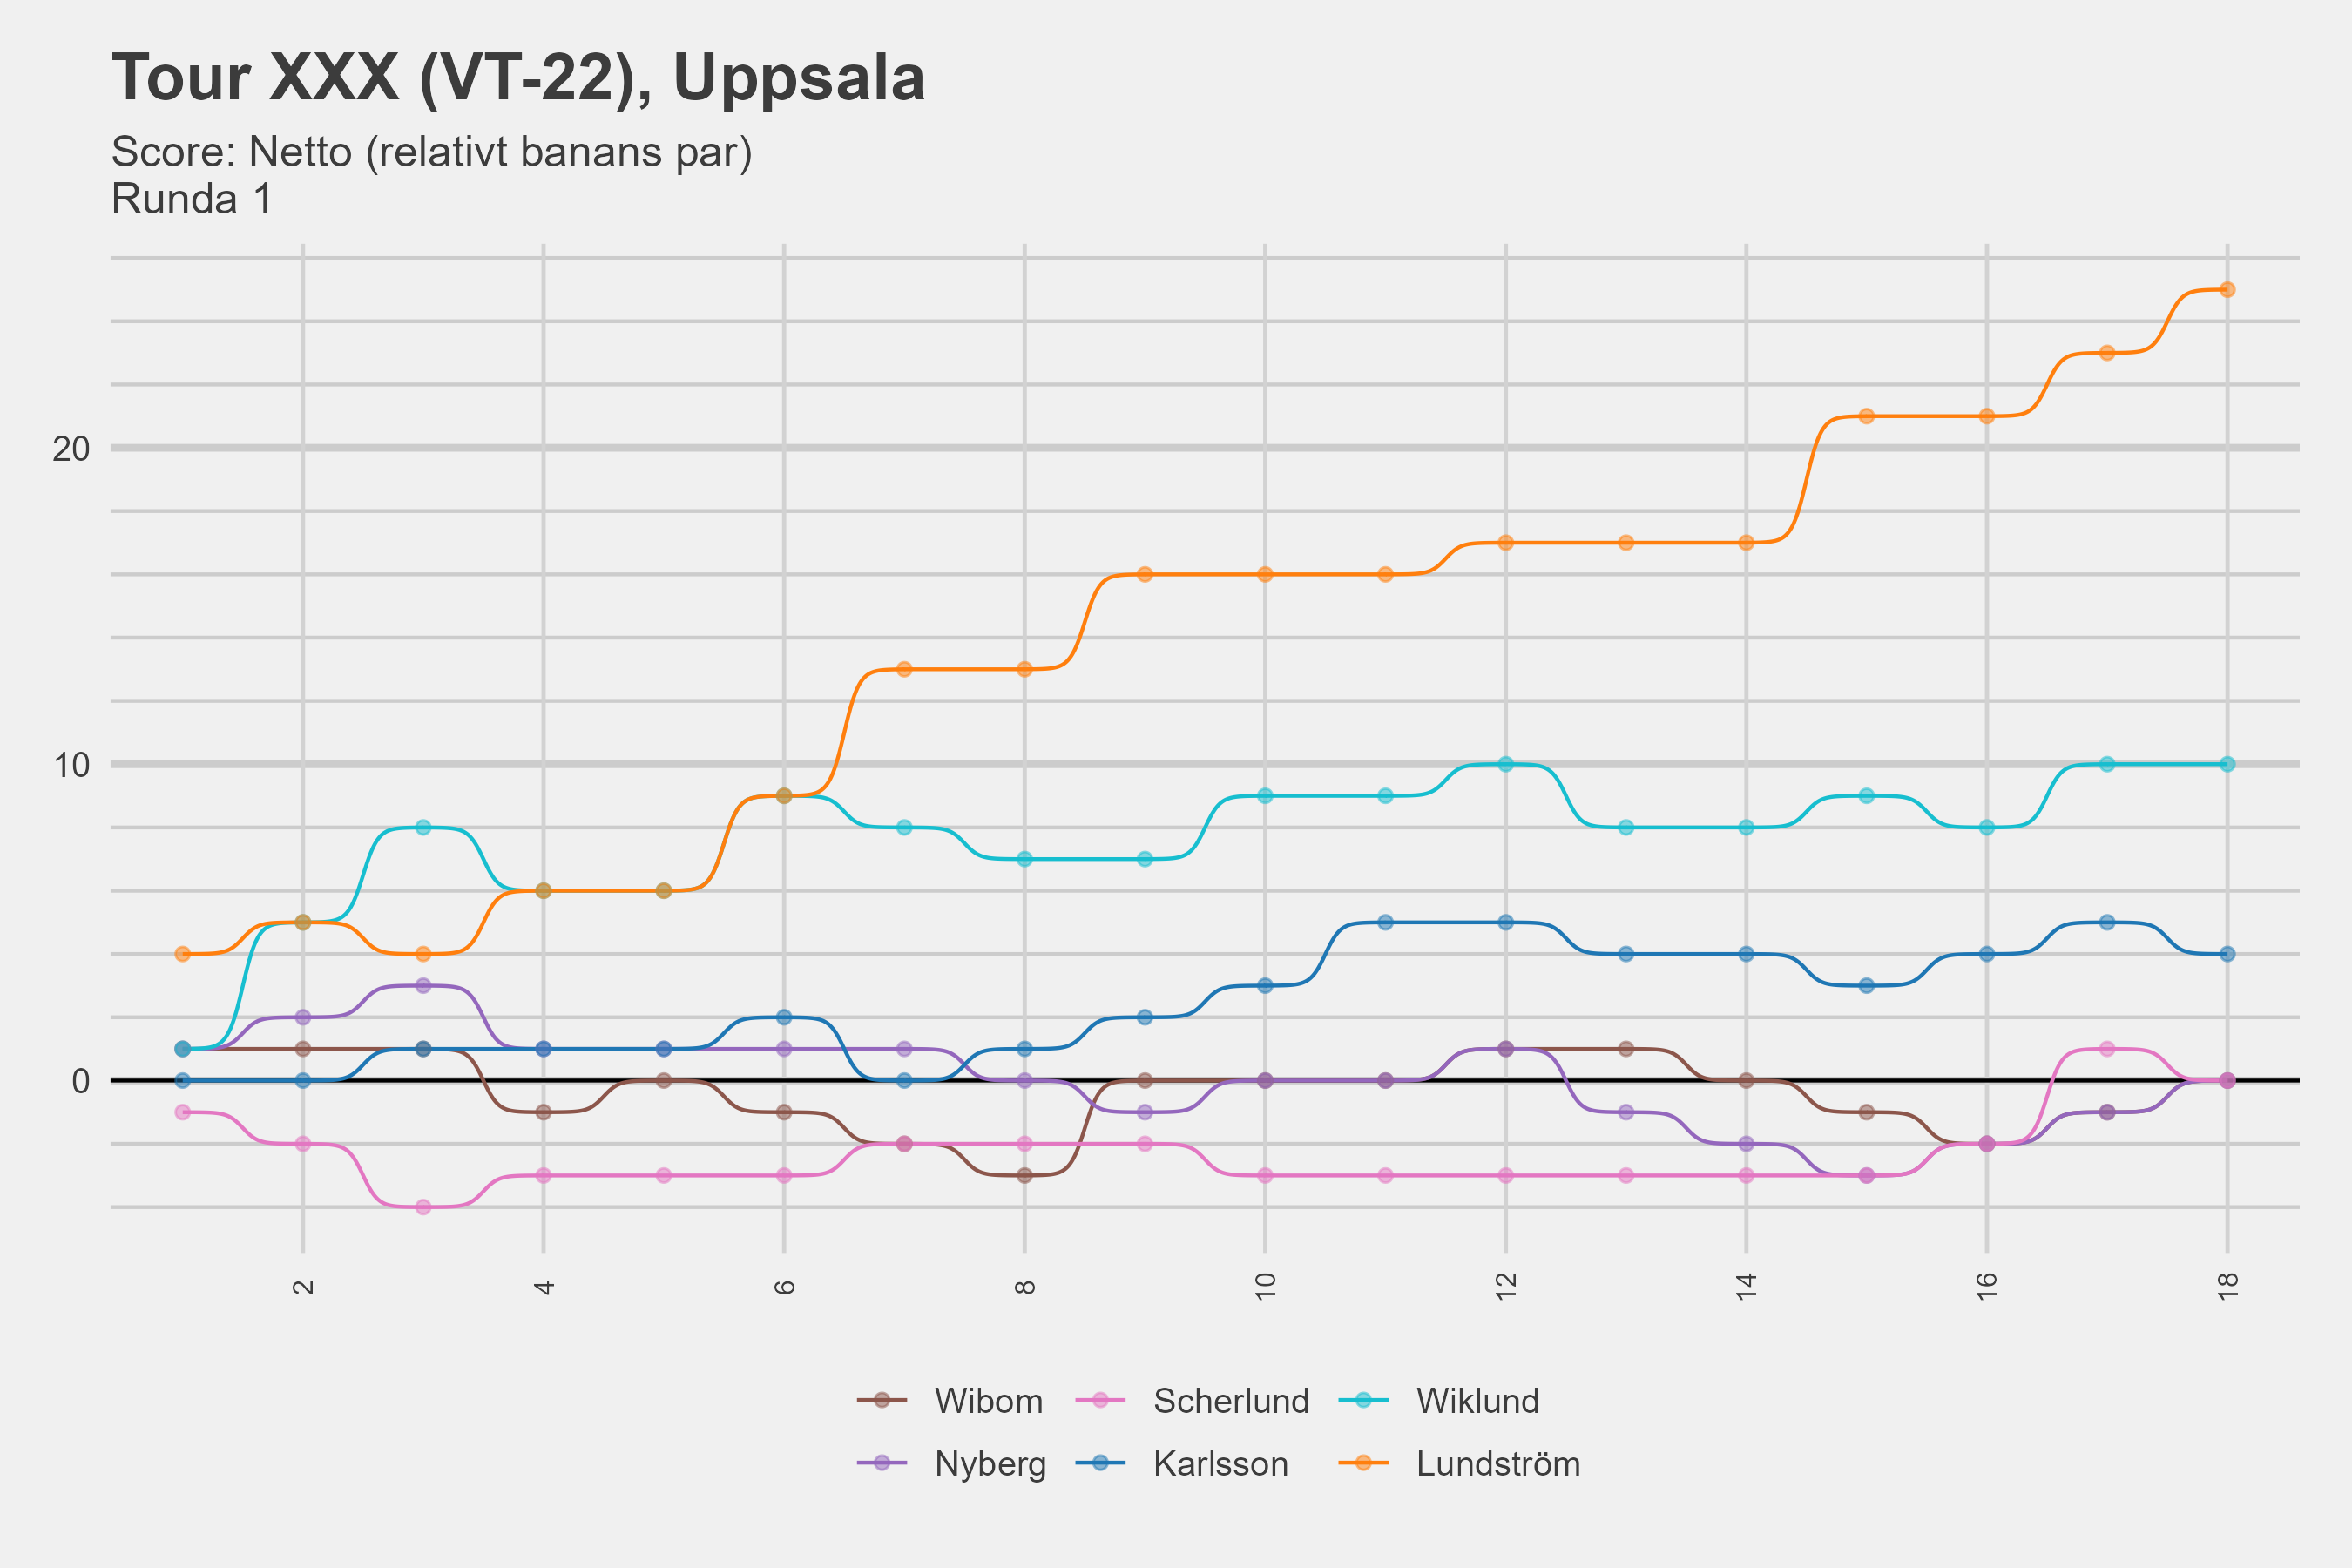 Tour XXX (VT-22), Uppsala
Score: Netto (relativt banans par)
Runda 1
20
10
0
2 4 6 8 10 12 14 16 18
Wibom Scherlund Wiklund
Nyberg Karlsson Lundström